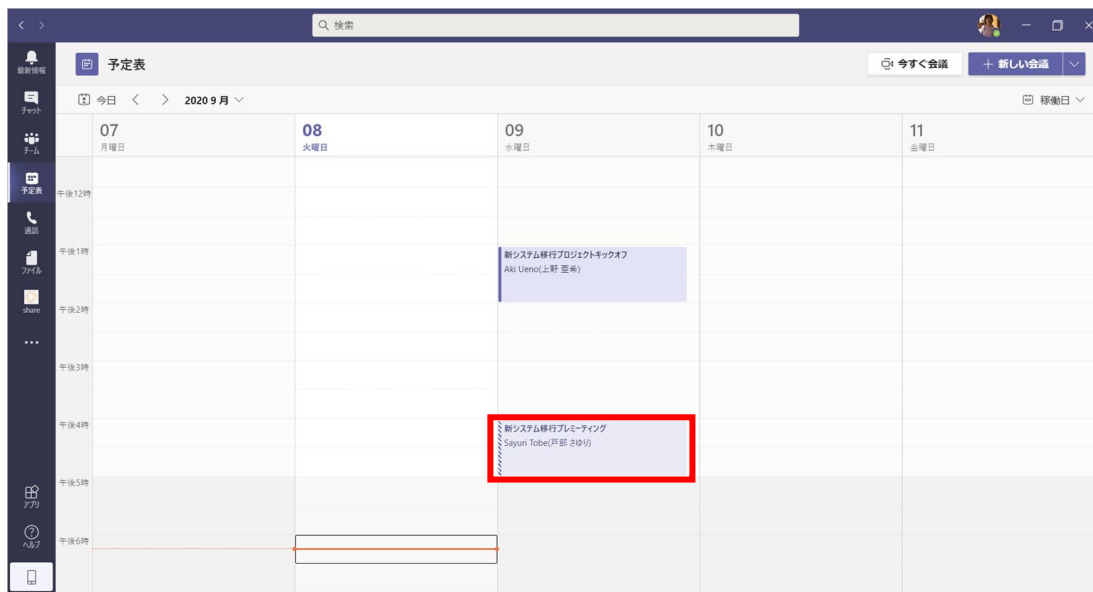 検索
最新情報
チャット
チーム
予定表
通話
ファイル
share
アプリ
ヘルプ
予定表
今すぐ会議
新しい会議
今日
2020 9 月
稼働日
07
月曜日
08
火曜日
09
水曜日
10
木曜日
11
金曜日
午後12時
午後1時
新システム移行プロジェクトキックオフ
Aki Ueno(上野 亜希)
午後2時
午後3時
午後4時
新システム移行プレミーティング
Sayuri Tobe(戸部 さゆり)
午後5時
午後6時